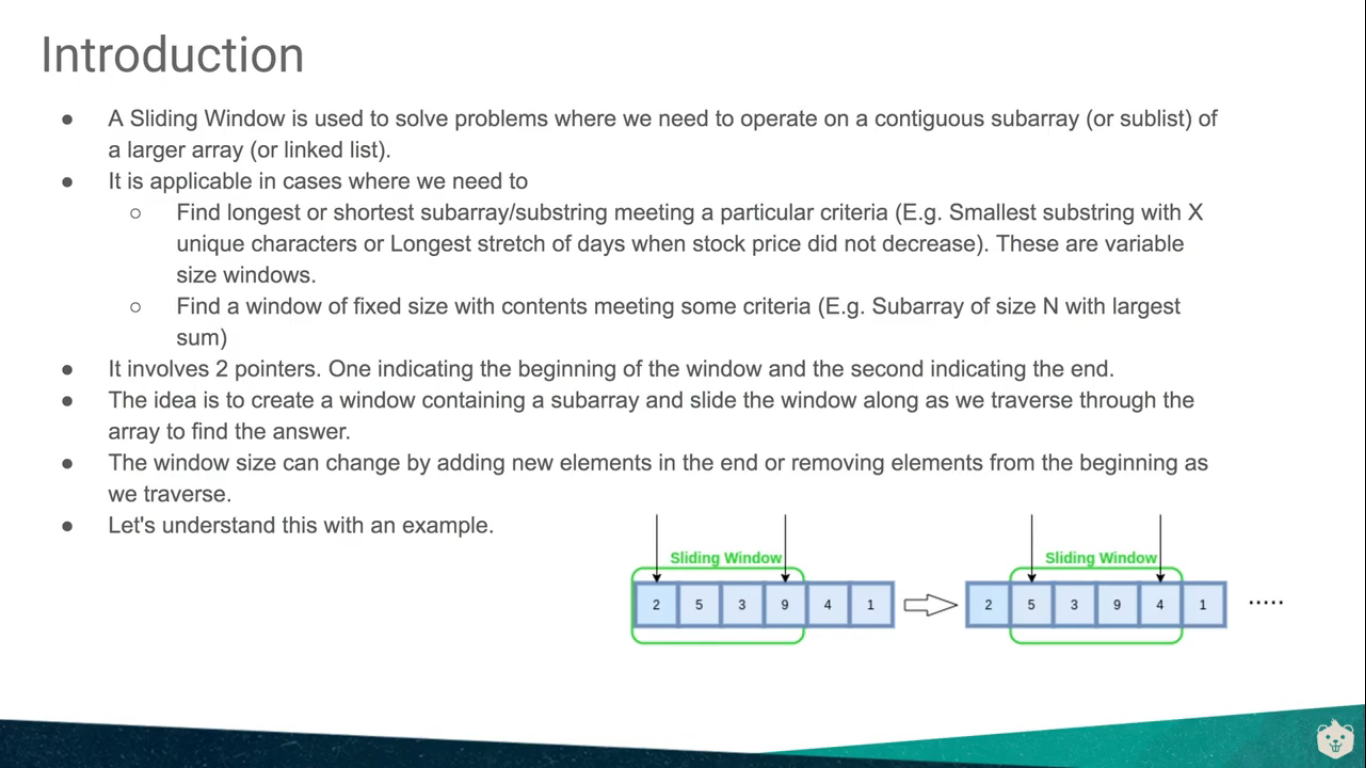 Introduction
● A Sliding Window is used to solve problems where we need to operate on a contiguous subarray (or sublist) of
a larger array (or linked list).
● It is applicable in cases where we need to
○ Find longest or shortest subarray/substring meeting a particular criteria (E.g. Smallest substring with X
unique characters or Longest stretch of days when stock price did not decrease). These are variable
size windows.
○ Find a window of fixed size with contents meeting some criteria (E.g. Subarray of size N with largest
sum)
● It involves 2 pointers. One indicating the beginning of the window and the second indicating the end.
● The idea is to create a window containing a subarray and slide the window along as we traverse through the
array to find the answer.
● The window size can change by adding new elements in the end or removing elements from the beginning as
we traverse.
● Let's understand this with an example.
Sliding Window
2 5 3 9 4 1
Sliding Window
2 5 3 9 4 1 .....